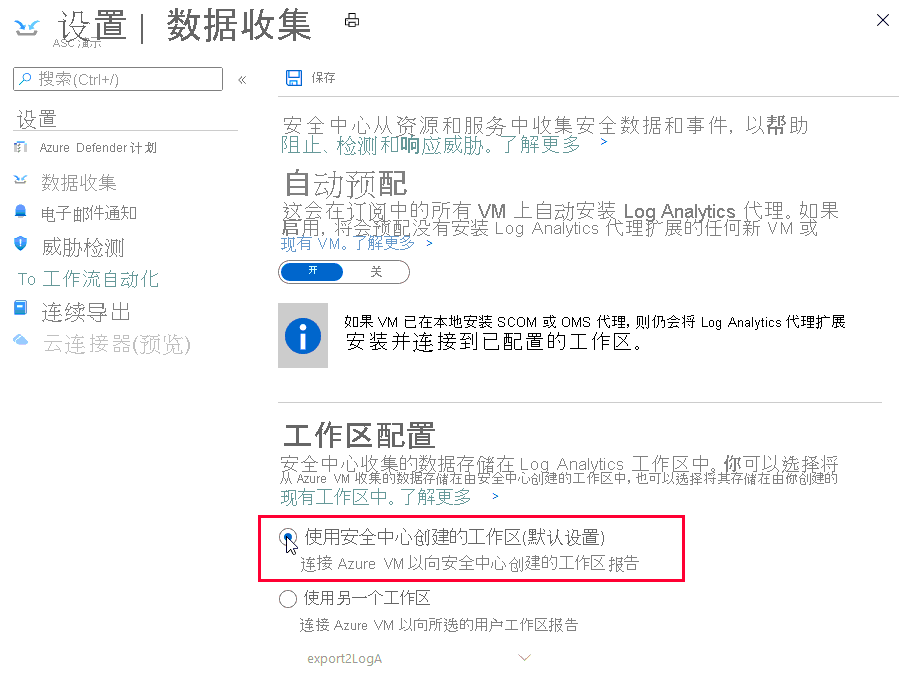 设置 | 数据收集
ASC 演示
搜索(Ctrl+/)
«
设置
Azure Defender 计划
数据收集
电子邮件通知
威胁检测
To 工作流自动化
连续导出
云连接器(预览)
保存
安全中心从资源和服务中收集安全数据和事件, 以帮助
阻止、检测和响应威胁。了解更多 >
自动预配
这会在订阅中的所有 VM 上自动安装 Log Analytics 代理。如果
启用, 将会预配没有安装 Log Analytics 代理扩展的任何新 VM 或
现有 VM。了解更多 >
开 关
如果 VM 已在本地安装 SCOM 或 OMS 代理, 则仍会将 Log Analytics 代理扩展
安装并连接到已配置的工作区。
工作区配置
安全中心收集的数据存储在 Log Analytics 工作区中。你可以选择将
从 Azure VM 收集的数据存储在由安全中心创建的工作区中, 也可以选择将其存储在由你创建的
现有工作区中。了解更多 >
使用安全中心创建的工作区(默认设置)
连接 Azure VM 以向安全中心创建的工作区报告
使用另一个工作区
连接 Azure VM 以向所选的用户工作区报告
export2LogA